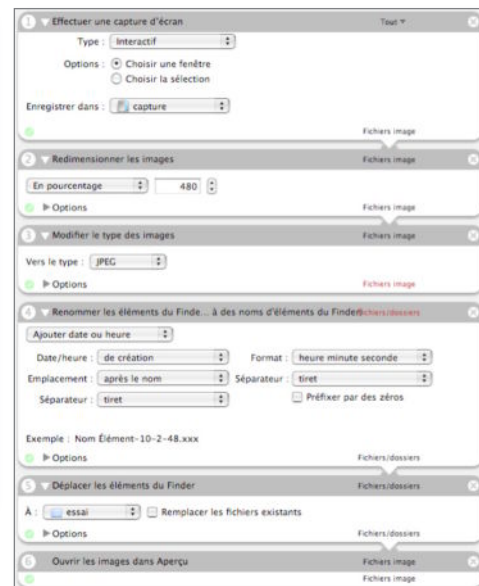 1 Effectuer une capture d'écran Tout
Type : Interactif
Options : Choisir une fenêtre
Choisir la sélection
Enregistrer dans : capture
Fichiers image
2 Redimensionner les images Fichiers image
En pourcentage 480
Options Fichiers image
3 Modifier le type des images Fichiers image
Vers le type : JPEG
Options Fichiers image
4 Renommer les éléments du Finde... à des noms d'éléments du Finder Fichiers/dossiers
Ajouter date ou heure
Date/heure : de création Format : heure minute seconde
Emplacement : après le nom Séparateur : tiret
Séparateur : tiret Préfixer par des zéros
Exemple : Nom Élément-10-2-48.xxx
Options Fichiers/dossiers
5 Déplacer les éléments du Finder Fichiers/dossiers
À : essai Remplacer les fichiers existants
Options Fichiers/dossiers
6 Ouvrir les images dans Aperçu Fichiers image
Fichiers image